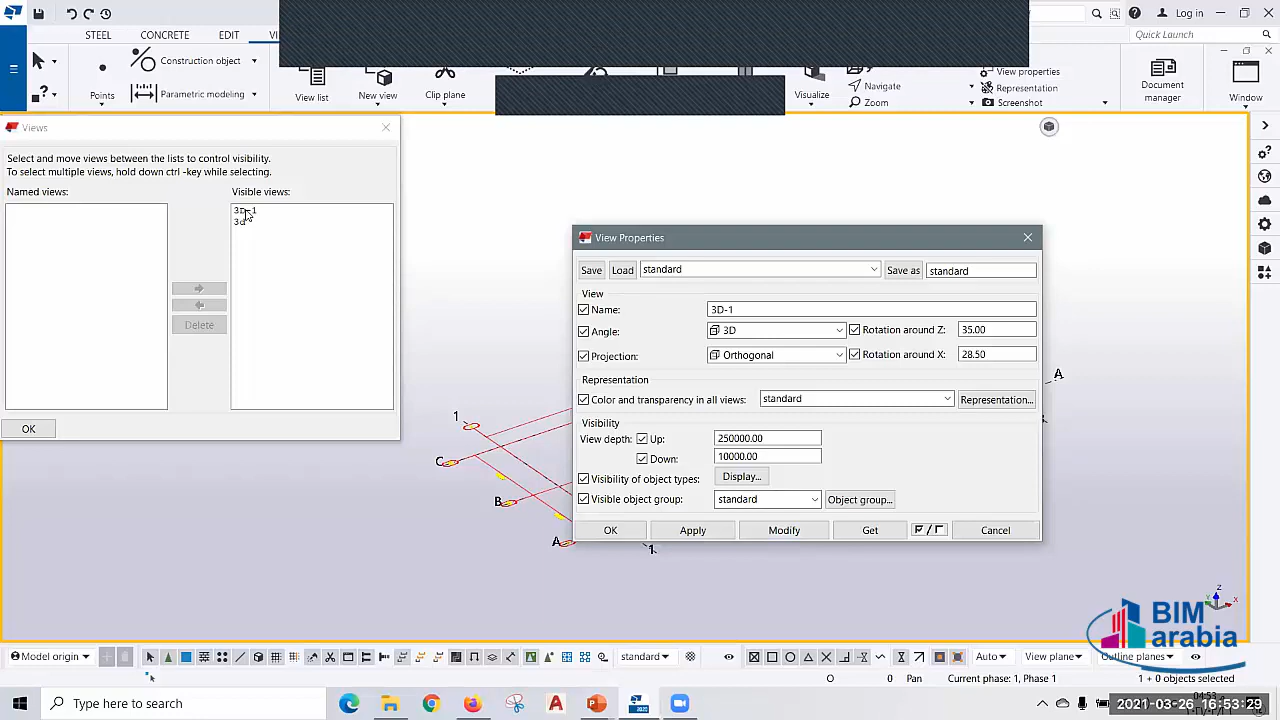 Log in
STEEL CONCRETE EDIT
Quick Launch
Construction object
Points
Parametric modeling
View list
New view
Clip plane
Visualize
Navigate
Zoom
View properties
Representation
Screenshot
Document
manager
Window
Views
Select and move views between the lists to control visibility.
To select multiple views, hold down ctrl -key while selecting.
Named views:
Visible views:
3D-1
3d
Delete
OK
View Properties
Save Load standard Save as standard
View
Name: 3D-1
Angle: 3D Rotation around Z: 35.00
Projection: Orthogonal Rotation around X: 28.50
Representation
Color and transparency in all views: standard Representation...
Visibility
View depth: Up: 250000.00
Down: 10000.00
Visibility of object types: Display...
Visible object group: standard Object group...
OK Apply Modify Get Cancel
1
C
B
A
1
A
Z
X
BIM
arabia
Model origin
standard
Auto
View plane
Outline planes
O 0 Pan Current phase: 1, Phase 1 1 + 0 objects selected
Type here to search
04:53
2021-03-26 16:53:29